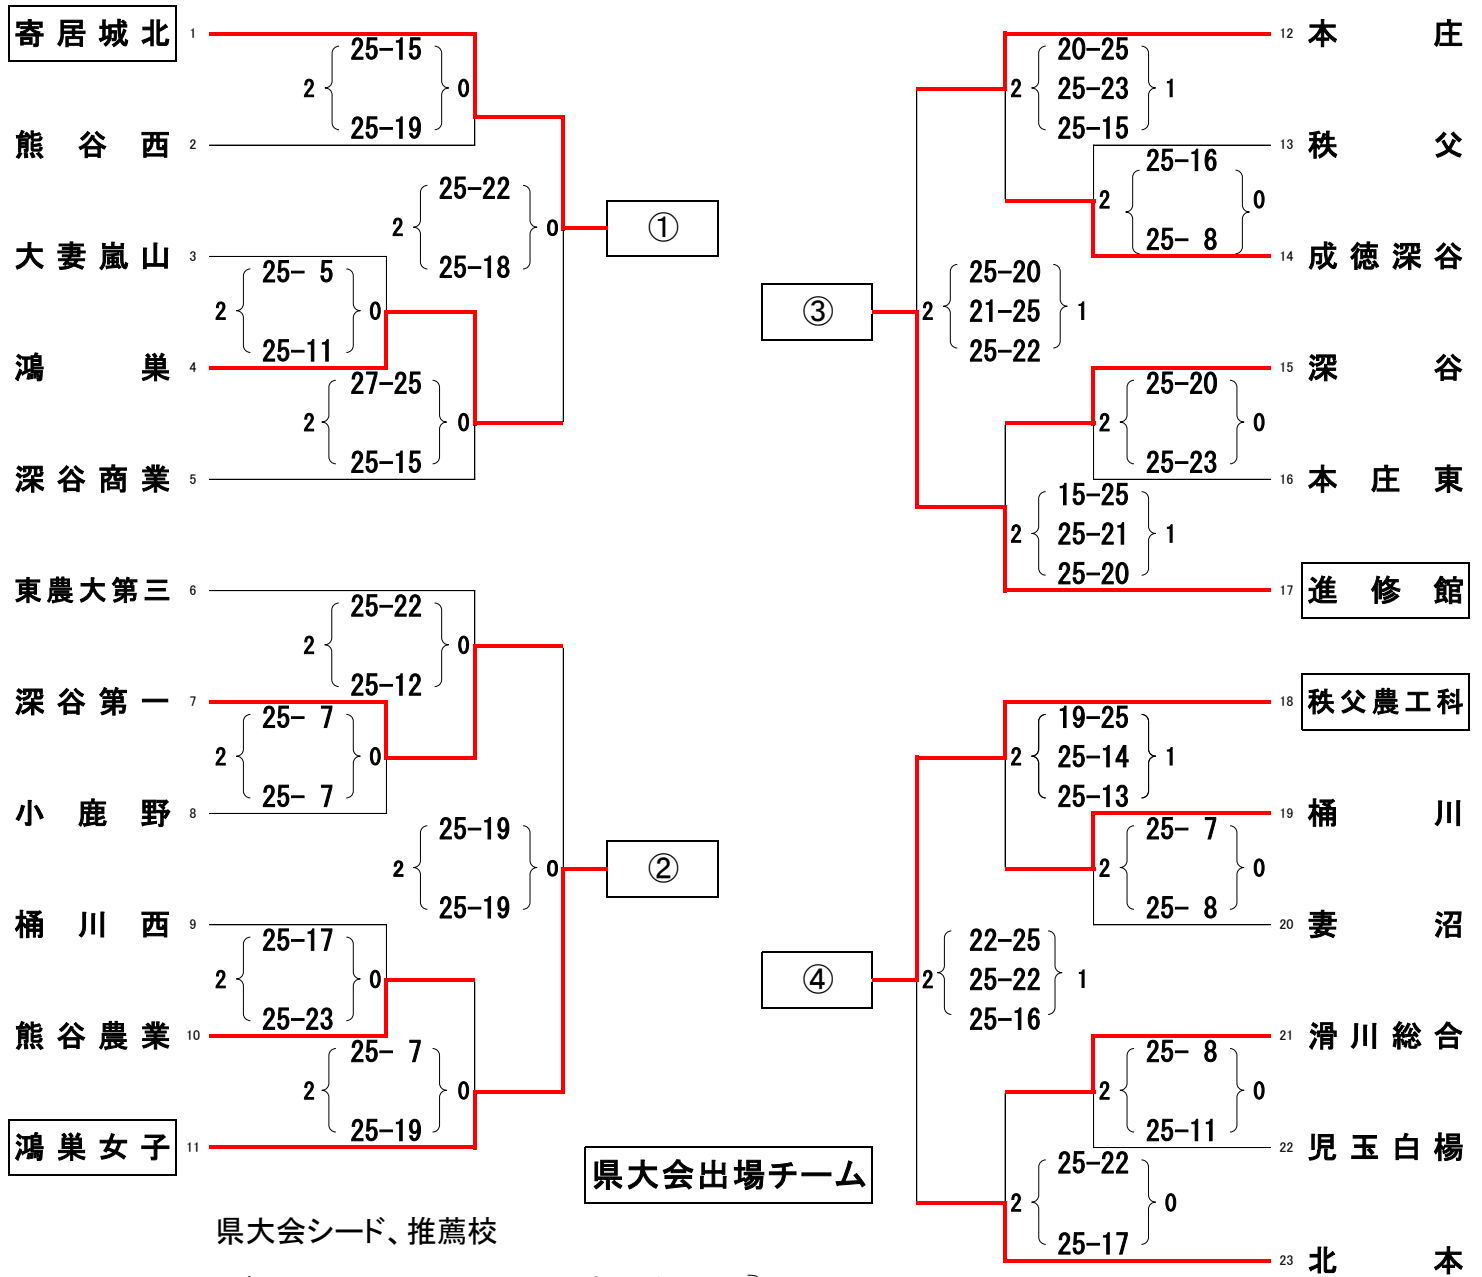 寄居城北 1
25-15
2 0
25-19
熊谷西 2
25-22
2 0
25-18
①
大妻嵐山 3
25- 5
2 0
25-11
鴻巣 4
27-25
2 0
25-15
深谷商業 5
東農大第三 6
25-22
2 0
25-12
深谷第一 7
25- 7
2 0
25- 7
小鹿野 8
25-19
2 0
25-19
②
桶川西 9
25-17
2 0
25-23
熊谷農業 10
25- 7
2 0
25-19
鴻巣女子 11
県大会シード、推薦校
県大会出場チーム
12 本庄
20-25
2 25-23 1
25-15
13 秩父
25-16
2 0
25- 8
14 成徳深谷
③
25-20
2 21-25 1
25-22
15 深谷
25-20
2 0
25-23
16 本庄東
15-25
2 25-21 1
25-20
17 進修館
18 秩父農工科
19-25
2 25-14 1
25-13
19 桶川
25- 7
2 0
25- 8
20 妻沼
④
22-25
2 25-22 1
25-16
21 滑川総合
25- 8
2 0
25-11
22 児玉白楊
25-22
2 0
25-17
23 北本